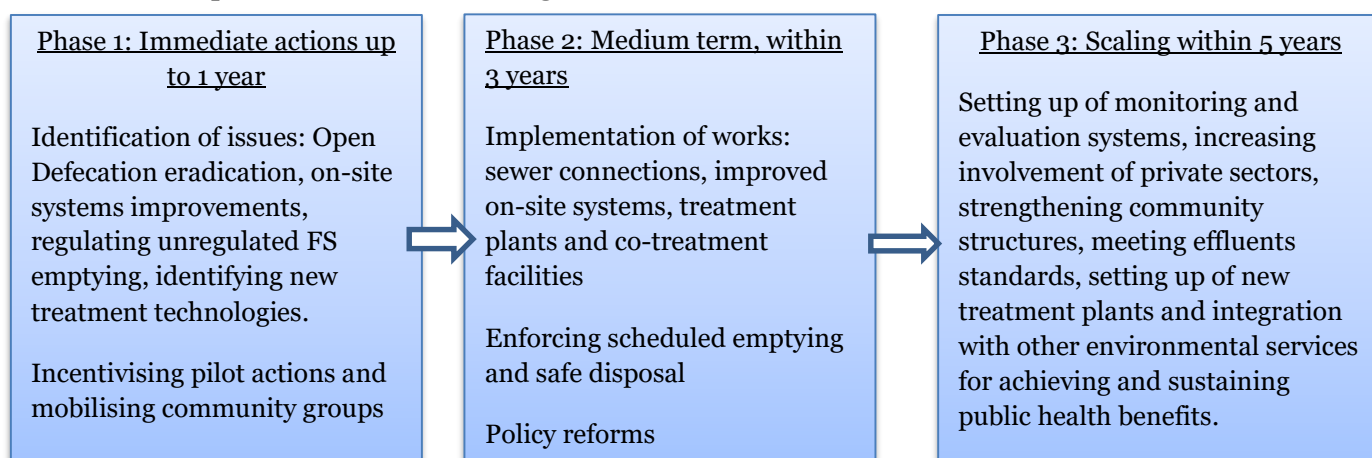 Phase 1: Immediate actions up
to 1 year
Identification of issues: Open
Defecation eradication, on-site
systems improvements,
regulating unregulated FS
emptying, identifying new
treatment technologies.
Incentivising pilot actions and
mobilising community groups
Phase 2: Medium term, within
3 years
Implementation of works:
sewer connections, improved
on-site systems, treatment
plants and co-treatment
facilities
Enforcing scheduled emptying
and safe disposal
Policy reforms
Phase 3: Scaling within 5 years
Setting up of monitoring and
evaluation systems, increasing
involvement of private sectors,
strengthening community
structures, meeting effluents
standards, setting up of new
treatment plants and integration
with other environmental services
for achieving and sustaining
public health benefits.